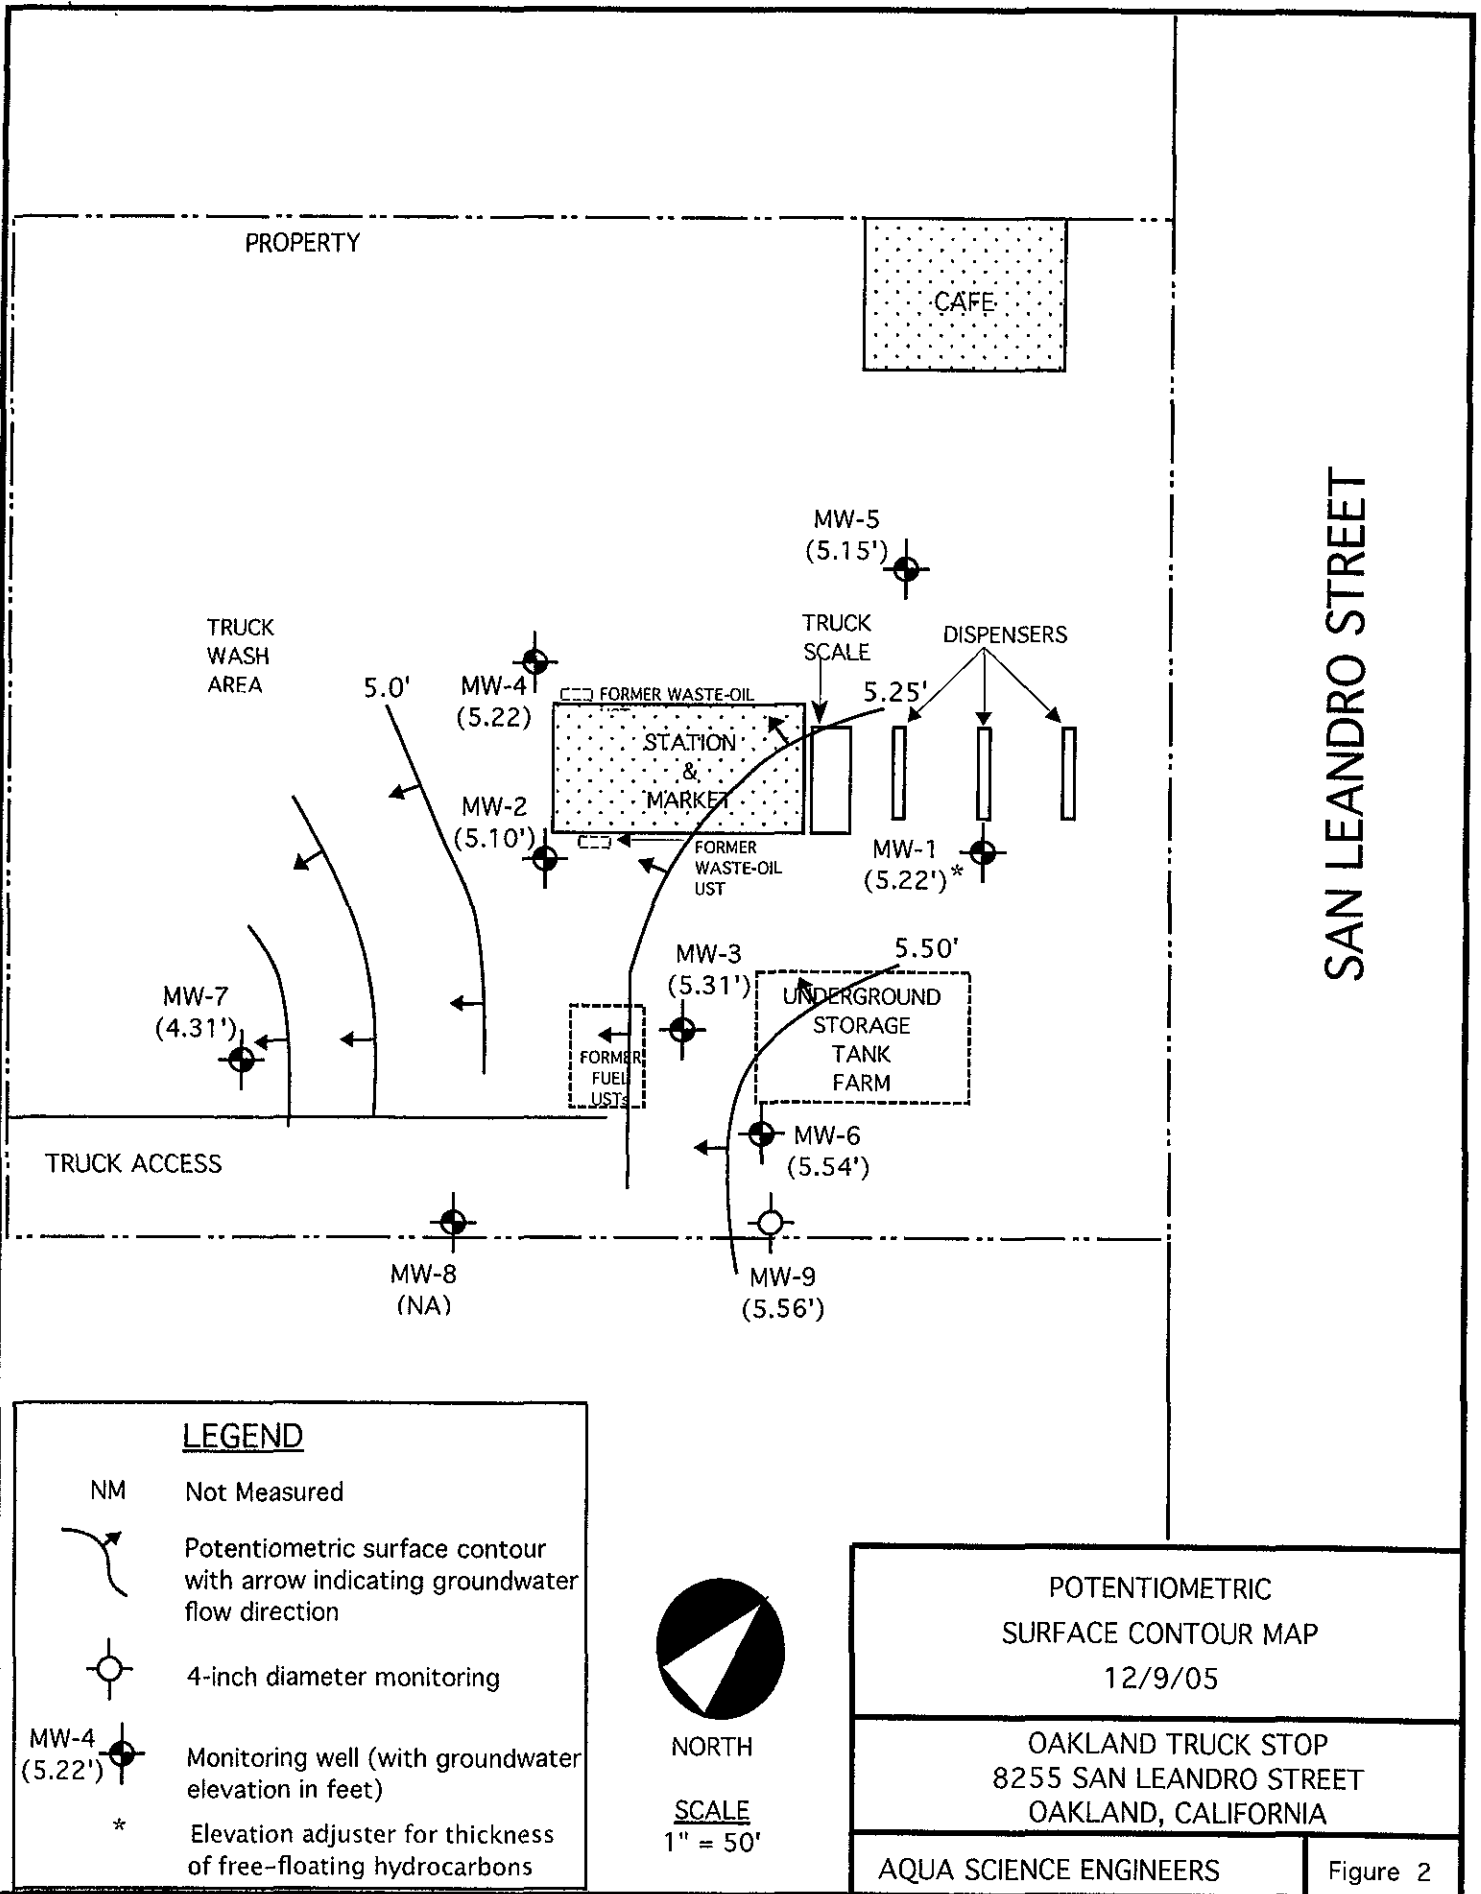 PROPERTY
CAFE
SAN LEANDRO STREET
MW-5
(5.15')
TRUCK
WASH
AREA
TRUCK
SCALE
DISPENSERS
5.0'
MW-4
(5.22)
FORMER WASTE-OIL
5.25'
STATION
&
MARKET
MW-2
(5.10')
FORMER
WASTE-OIL
UST
MW-1
(5.22')*
MW-3
(5.31')
5.50'
MW-7
(4.31')
UNDERGROUND
STORAGE
TANK
FARM
FORMER
FUEL
USTs
MW-6
(5.54')
TRUCK ACCESS
MW-8
(NA)
MW-9
(5.56')
LEGEND
NM Not Measured
Potentiometric surface contour
with arrow indicating groundwater
flow direction
4-inch diameter monitoring
MW-4
(5.22')
Monitoring well (with groundwater
elevation in feet)
* Elevation adjuster for thickness
of free-floating hydrocarbons
NORTH
SCALE
1" = 50'
POTENTIOMETRIC
SURFACE CONTOUR MAP
12/9/05
OAKLAND TRUCK STOP
8255 SAN LEANDRO STREET
OAKLAND, CALIFORNIA
AQUA SCIENCE ENGINEERS
Figure 2